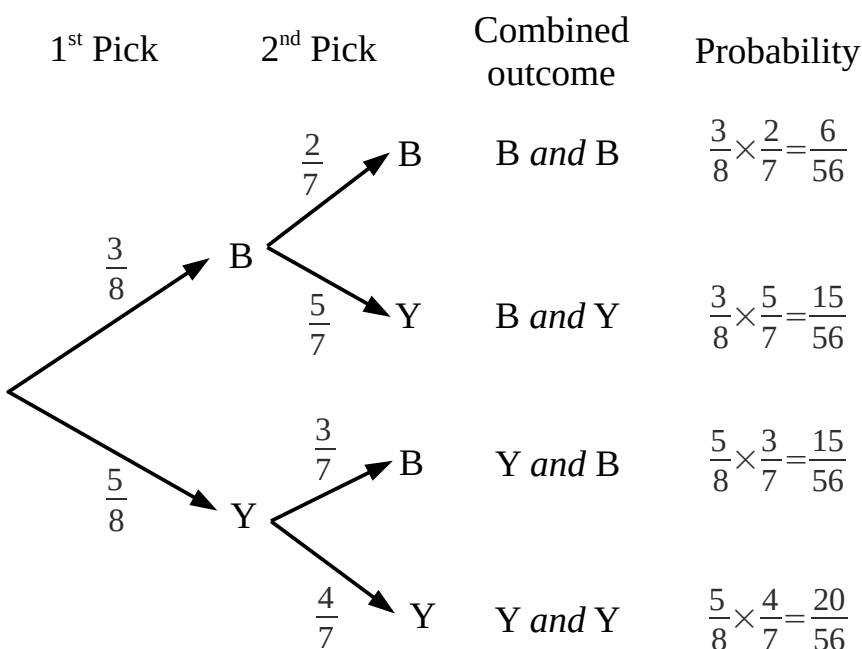 1st Pick
2nd Pick
Combined
outcome
Probability
2/7
B
B and B
3/8 × 2/7 = 6/56
3/8
B
5/7
Y
B and Y
3/8 × 5/7 = 15/56
3/7
B
Y and B
5/8 × 3/7 = 15/56
5/8
Y
4/7
Y
Y and Y
5/8 × 4/7 = 20/56